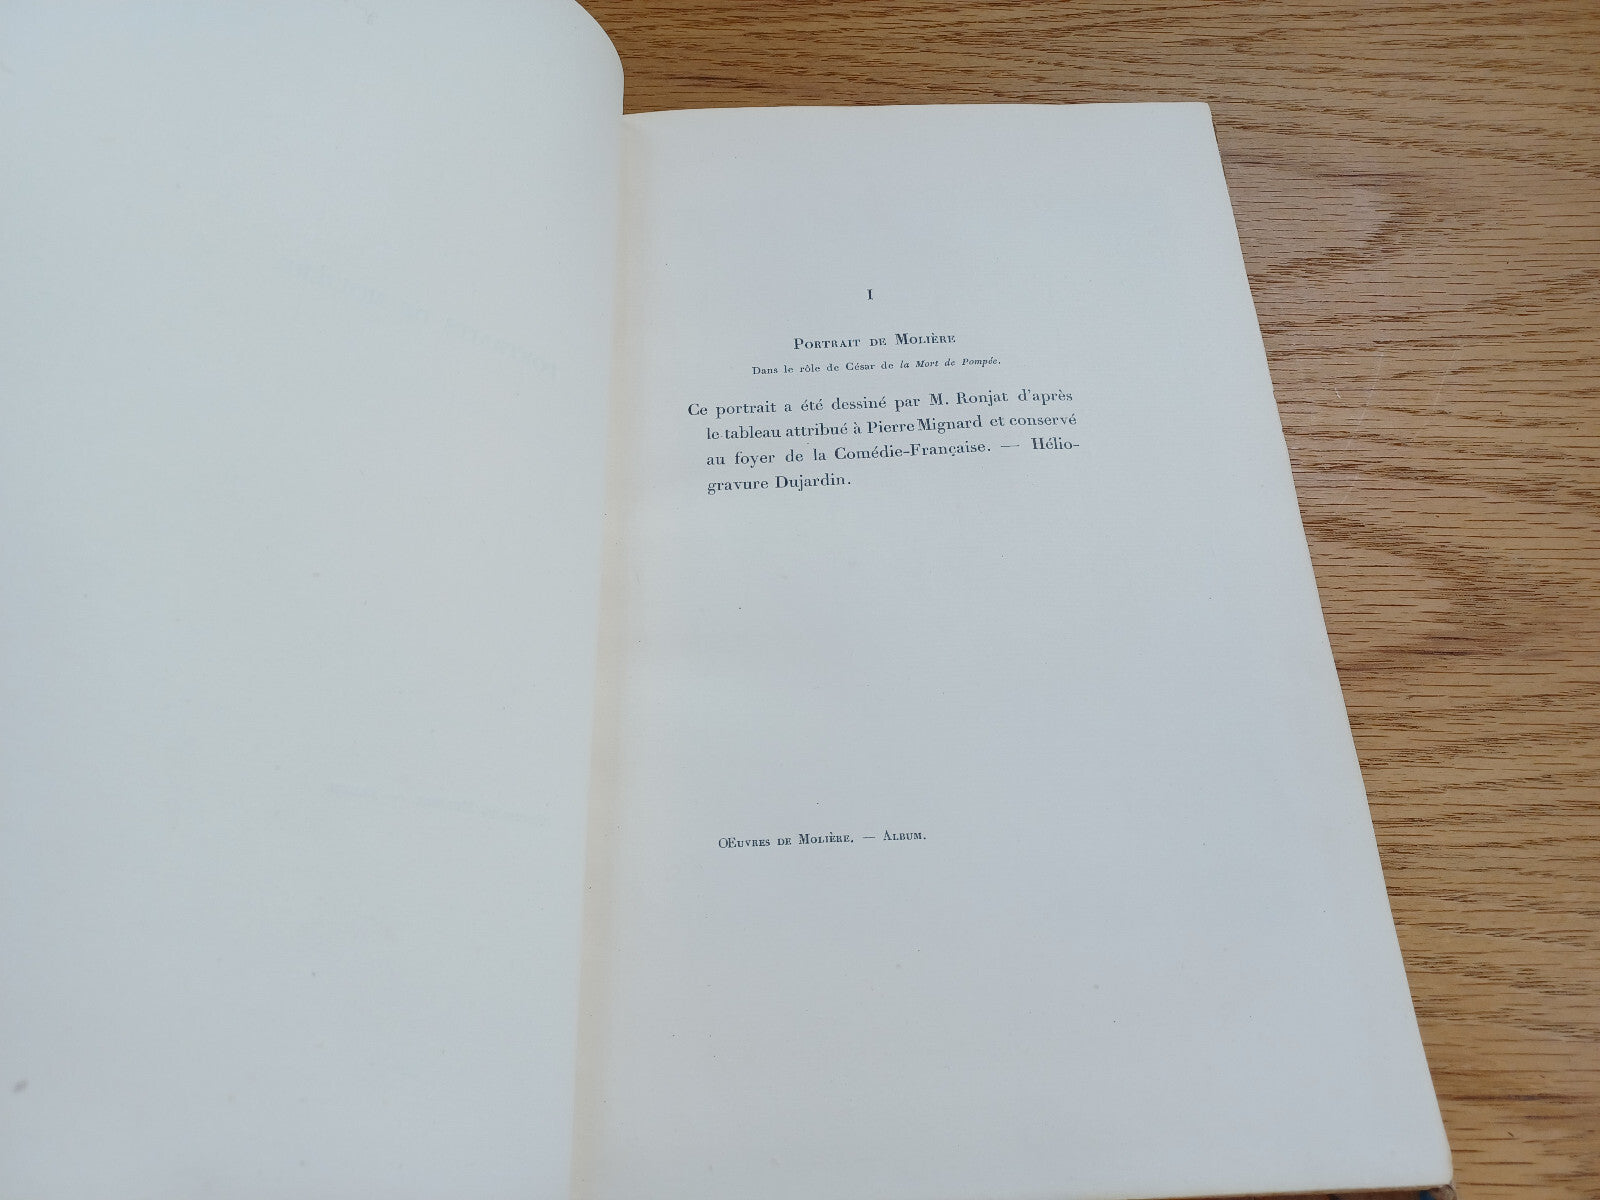 I
Portrait de Molière
Dans le rôle de César de la Mort de Pompée.
Ce portrait a été dessiné par M. Ronjat d'après
le tableau attribué à Pierre Mignard et conservé
au foyer de la Comédie-Française. — Hélio-
gravure Dujardin.
OEuvres de Molière. — Album.